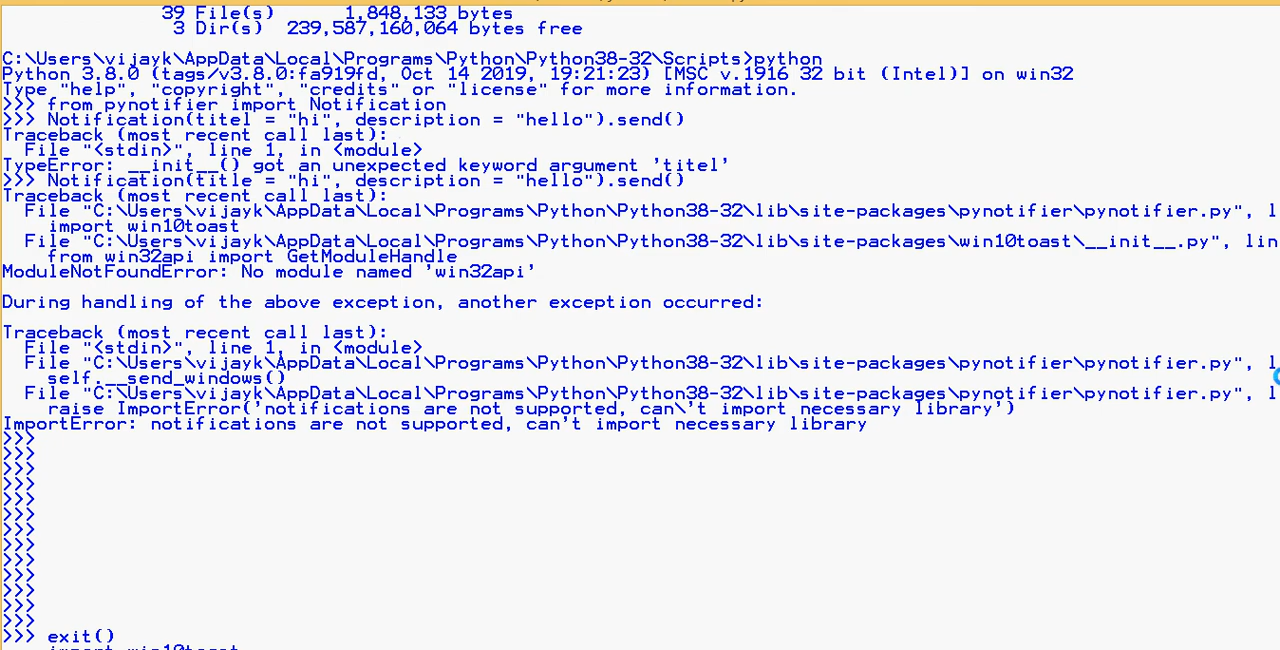 39 File(s) 1,848,133 bytes
3 Dir(s) 239,587,160,064 bytes free
C:\Users\vijayk\AppData\Local\Programs\Python\Python38-32\Scripts>python
Python 3.8.0 (tags/v3.8.0:fa919fd, Oct 14 2019, 19:21:23) [MSC v.1916 32 bit (Intel)] on win32
Type "help", "copyright", "credits" or "license" for more information.
>>> from pynotifier import Notification
>>> Notification(titel = "hi", description = "hello").send()
Traceback (most recent call last):
File "<stdin>", line 1, in <module>
TypeError: __init__() got an unexpected keyword argument 'titel'
>>> Notification(title = "hi", description = "hello").send()
Traceback (most recent call last):
File "C:\Users\vijayk\AppData\Local\Programs\Python\Python38-32\lib\site-packages\pynotifier\pynotifier.py", l
import win10toast
File "C:\Users\vijayk\AppData\Local\Programs\Python\Python38-32\lib\site-packages\win10toast\__init__.py", lin
from win32api import GetModuleHandle
ModuleNotFoundError: No module named 'win32api'
During handling of the above exception, another exception occurred:
Traceback (most recent call last):
File "<stdin>", line 1, in <module>
File "C:\Users\vijayk\AppData\Local\Programs\Python\Python38-32\lib\site-packages\pynotifier\pynotifier.py", l
self.__send_windows()
File "C:\Users\vijayk\AppData\Local\Programs\Python\Python38-32\lib\site-packages\pynotifier\pynotifier.py", l
raise ImportError('notifications are not supported, can\'t import necessary library')
ImportError: notifications are not supported, can't import necessary library
>>>
>>>
>>>
>>>
>>>
>>>
>>>
>>>
>>>
>>>
>>>
>>>
>>>
>>> exit()
import win10toast